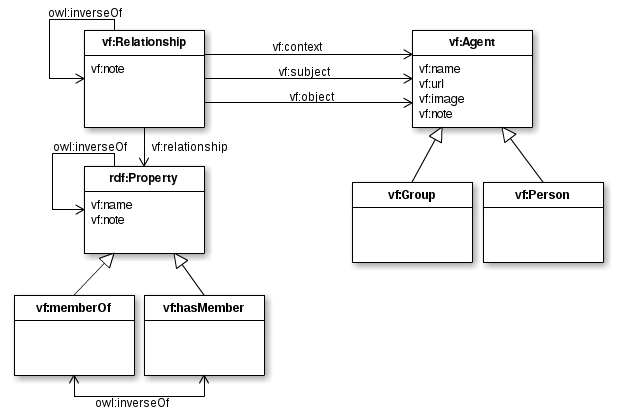 owl:inverseOf
vf:Relationship
vf:note
vf:context
vf:subject
vf:object
vf:Agent
vf:name
vf:url
vf:image
vf:note
vf:relationship
owl:inverseOf
rdf:Property
vf:name
vf:note
vf:Group
vf:Person
vf:memberOf
vf:hasMember
owl:inverseOf